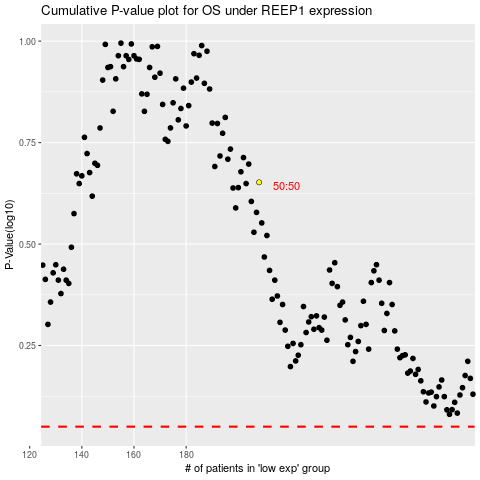 Cumulative P-value plot for OS under REEP1 expression
1.00
0.75
50:50
0.50
0.25
120 140 160 180
P-Value(log10)
# of patients in 'low exp' group